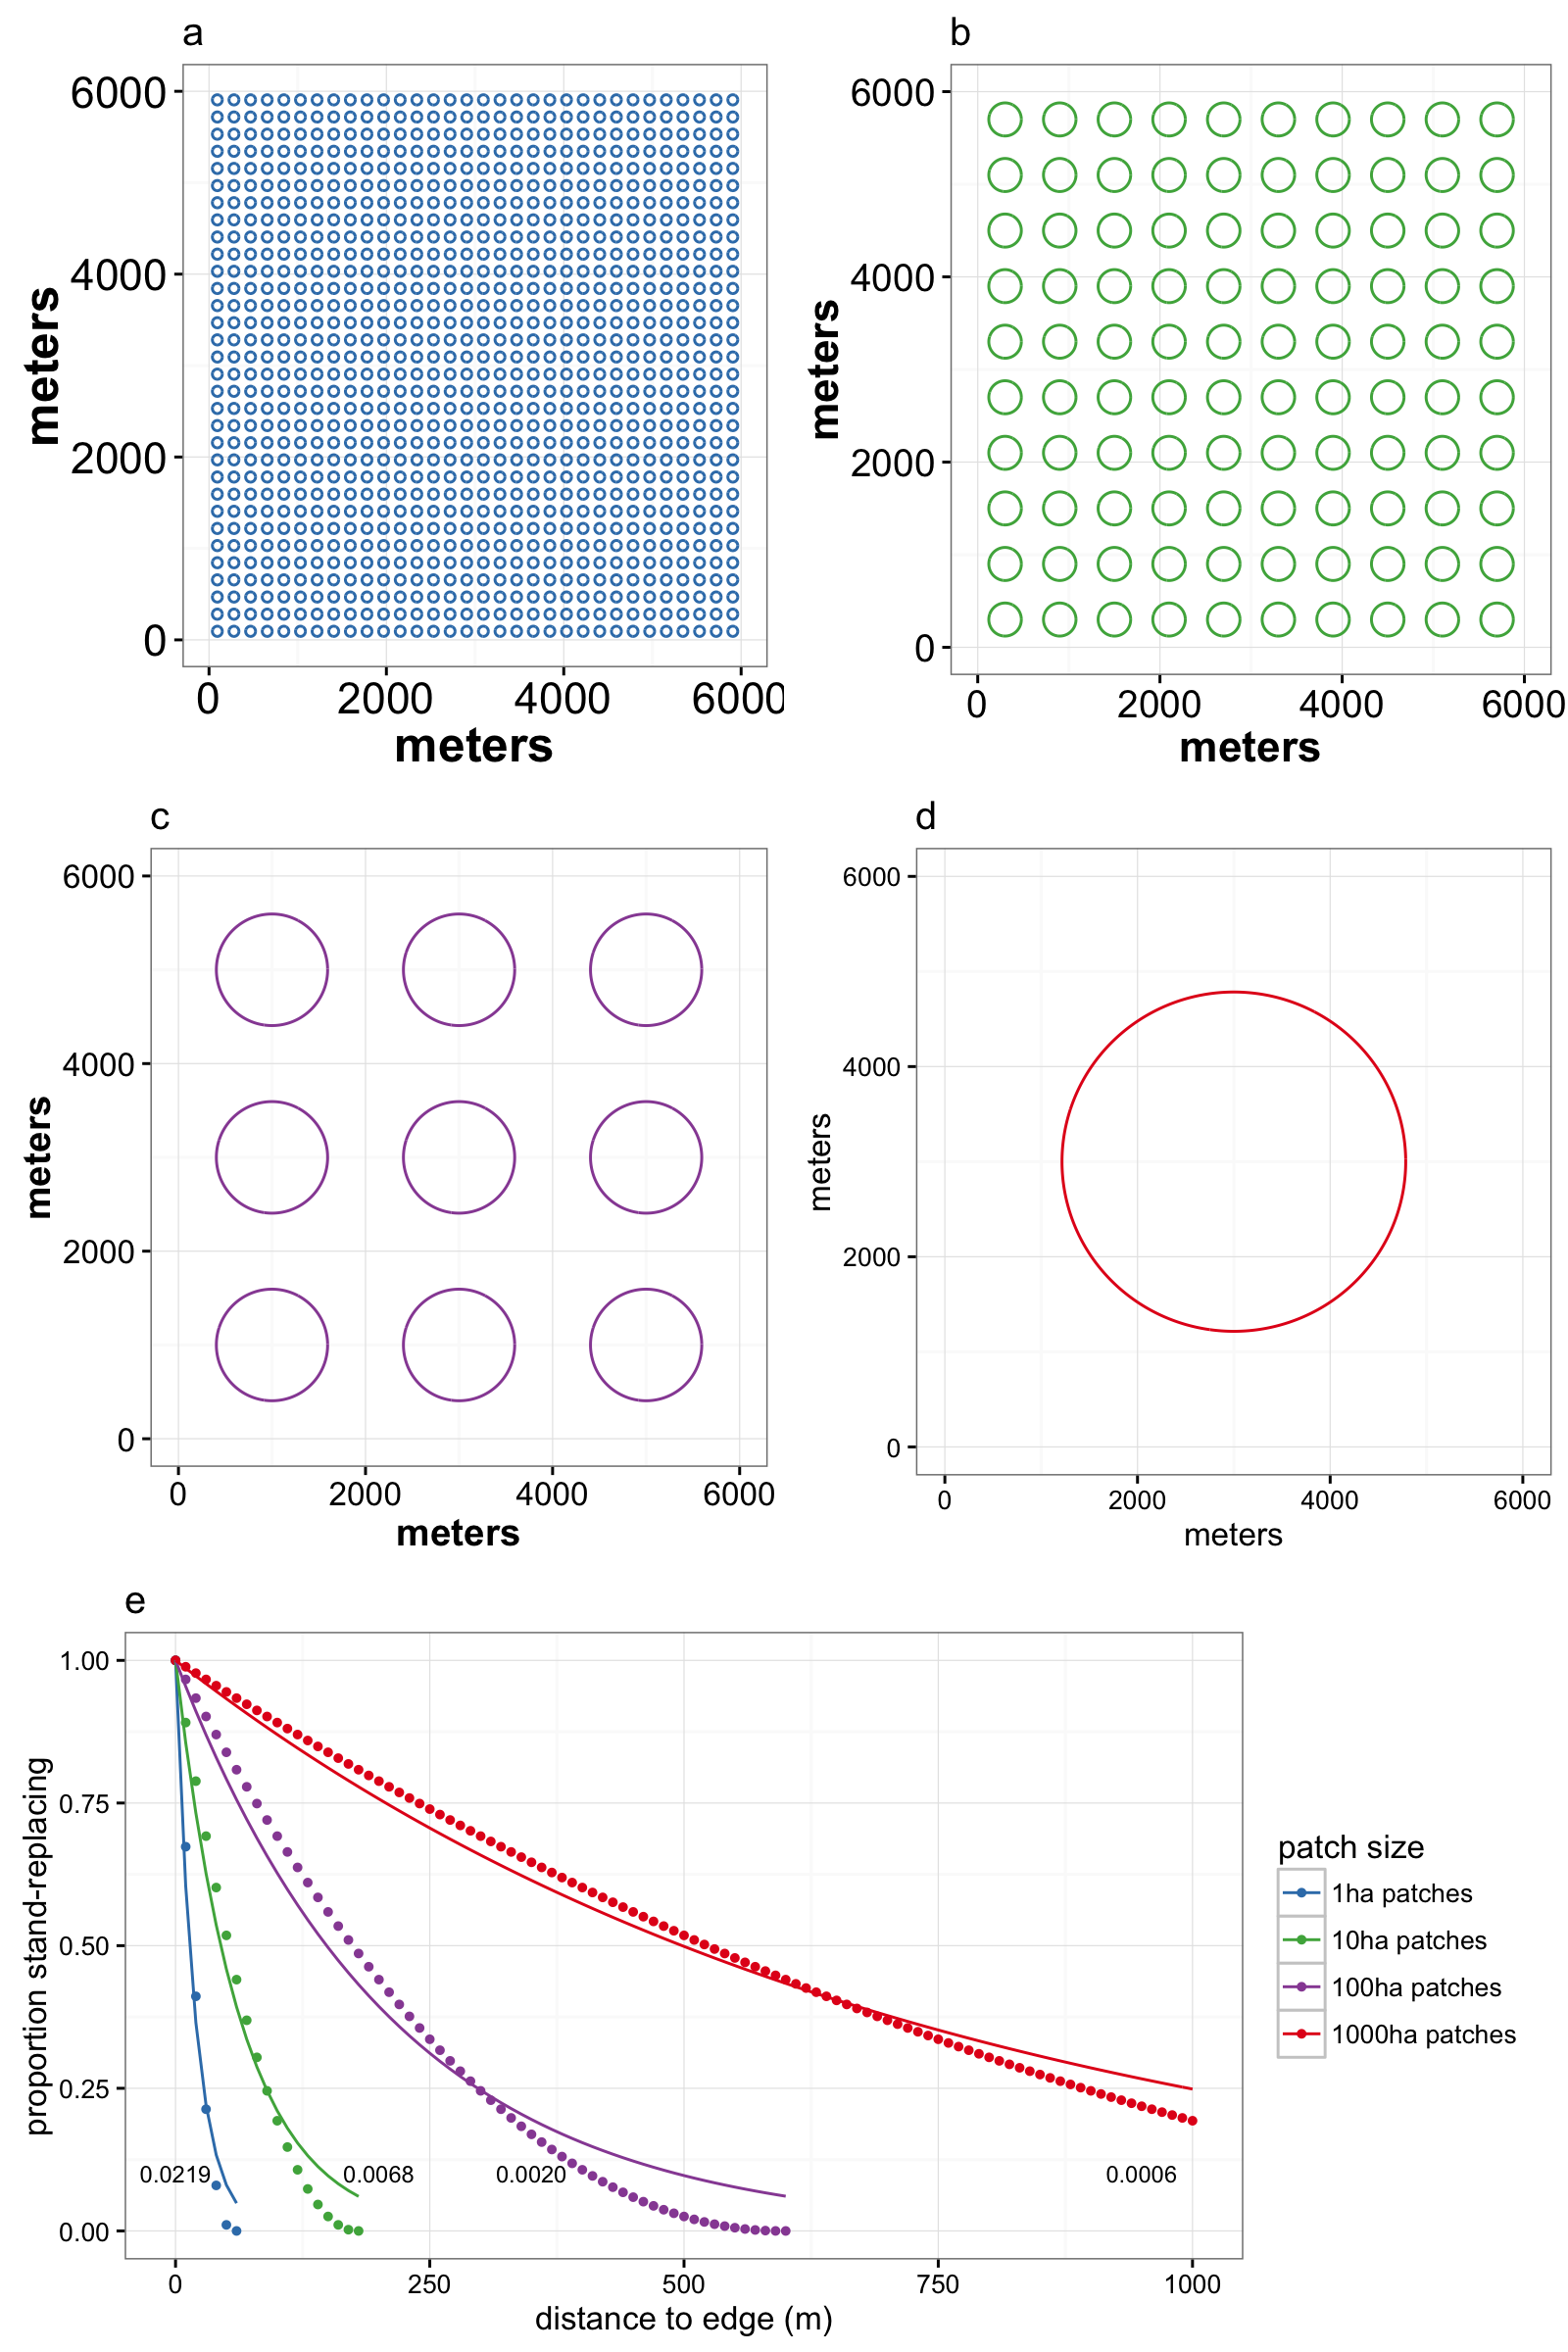 a
6000
4000
2000
0
meters
0 2000 4000 6000
meters
b
6000
4000
2000
0
meters
0 2000 4000 6000
meters
c
6000
4000
2000
0
meters
0 2000 4000 6000
meters
d
6000
4000
2000
0
meters
0 2000 4000 6000
meters
e
1.00
0.75
0.50
0.25
0.00
proportion stand-replacing
0.0219 0.0068 0.0020 0.0006
0 250 500 750 1000
distance to edge (m)
patch size
1ha patches
10ha patches
100ha patches
1000ha patches